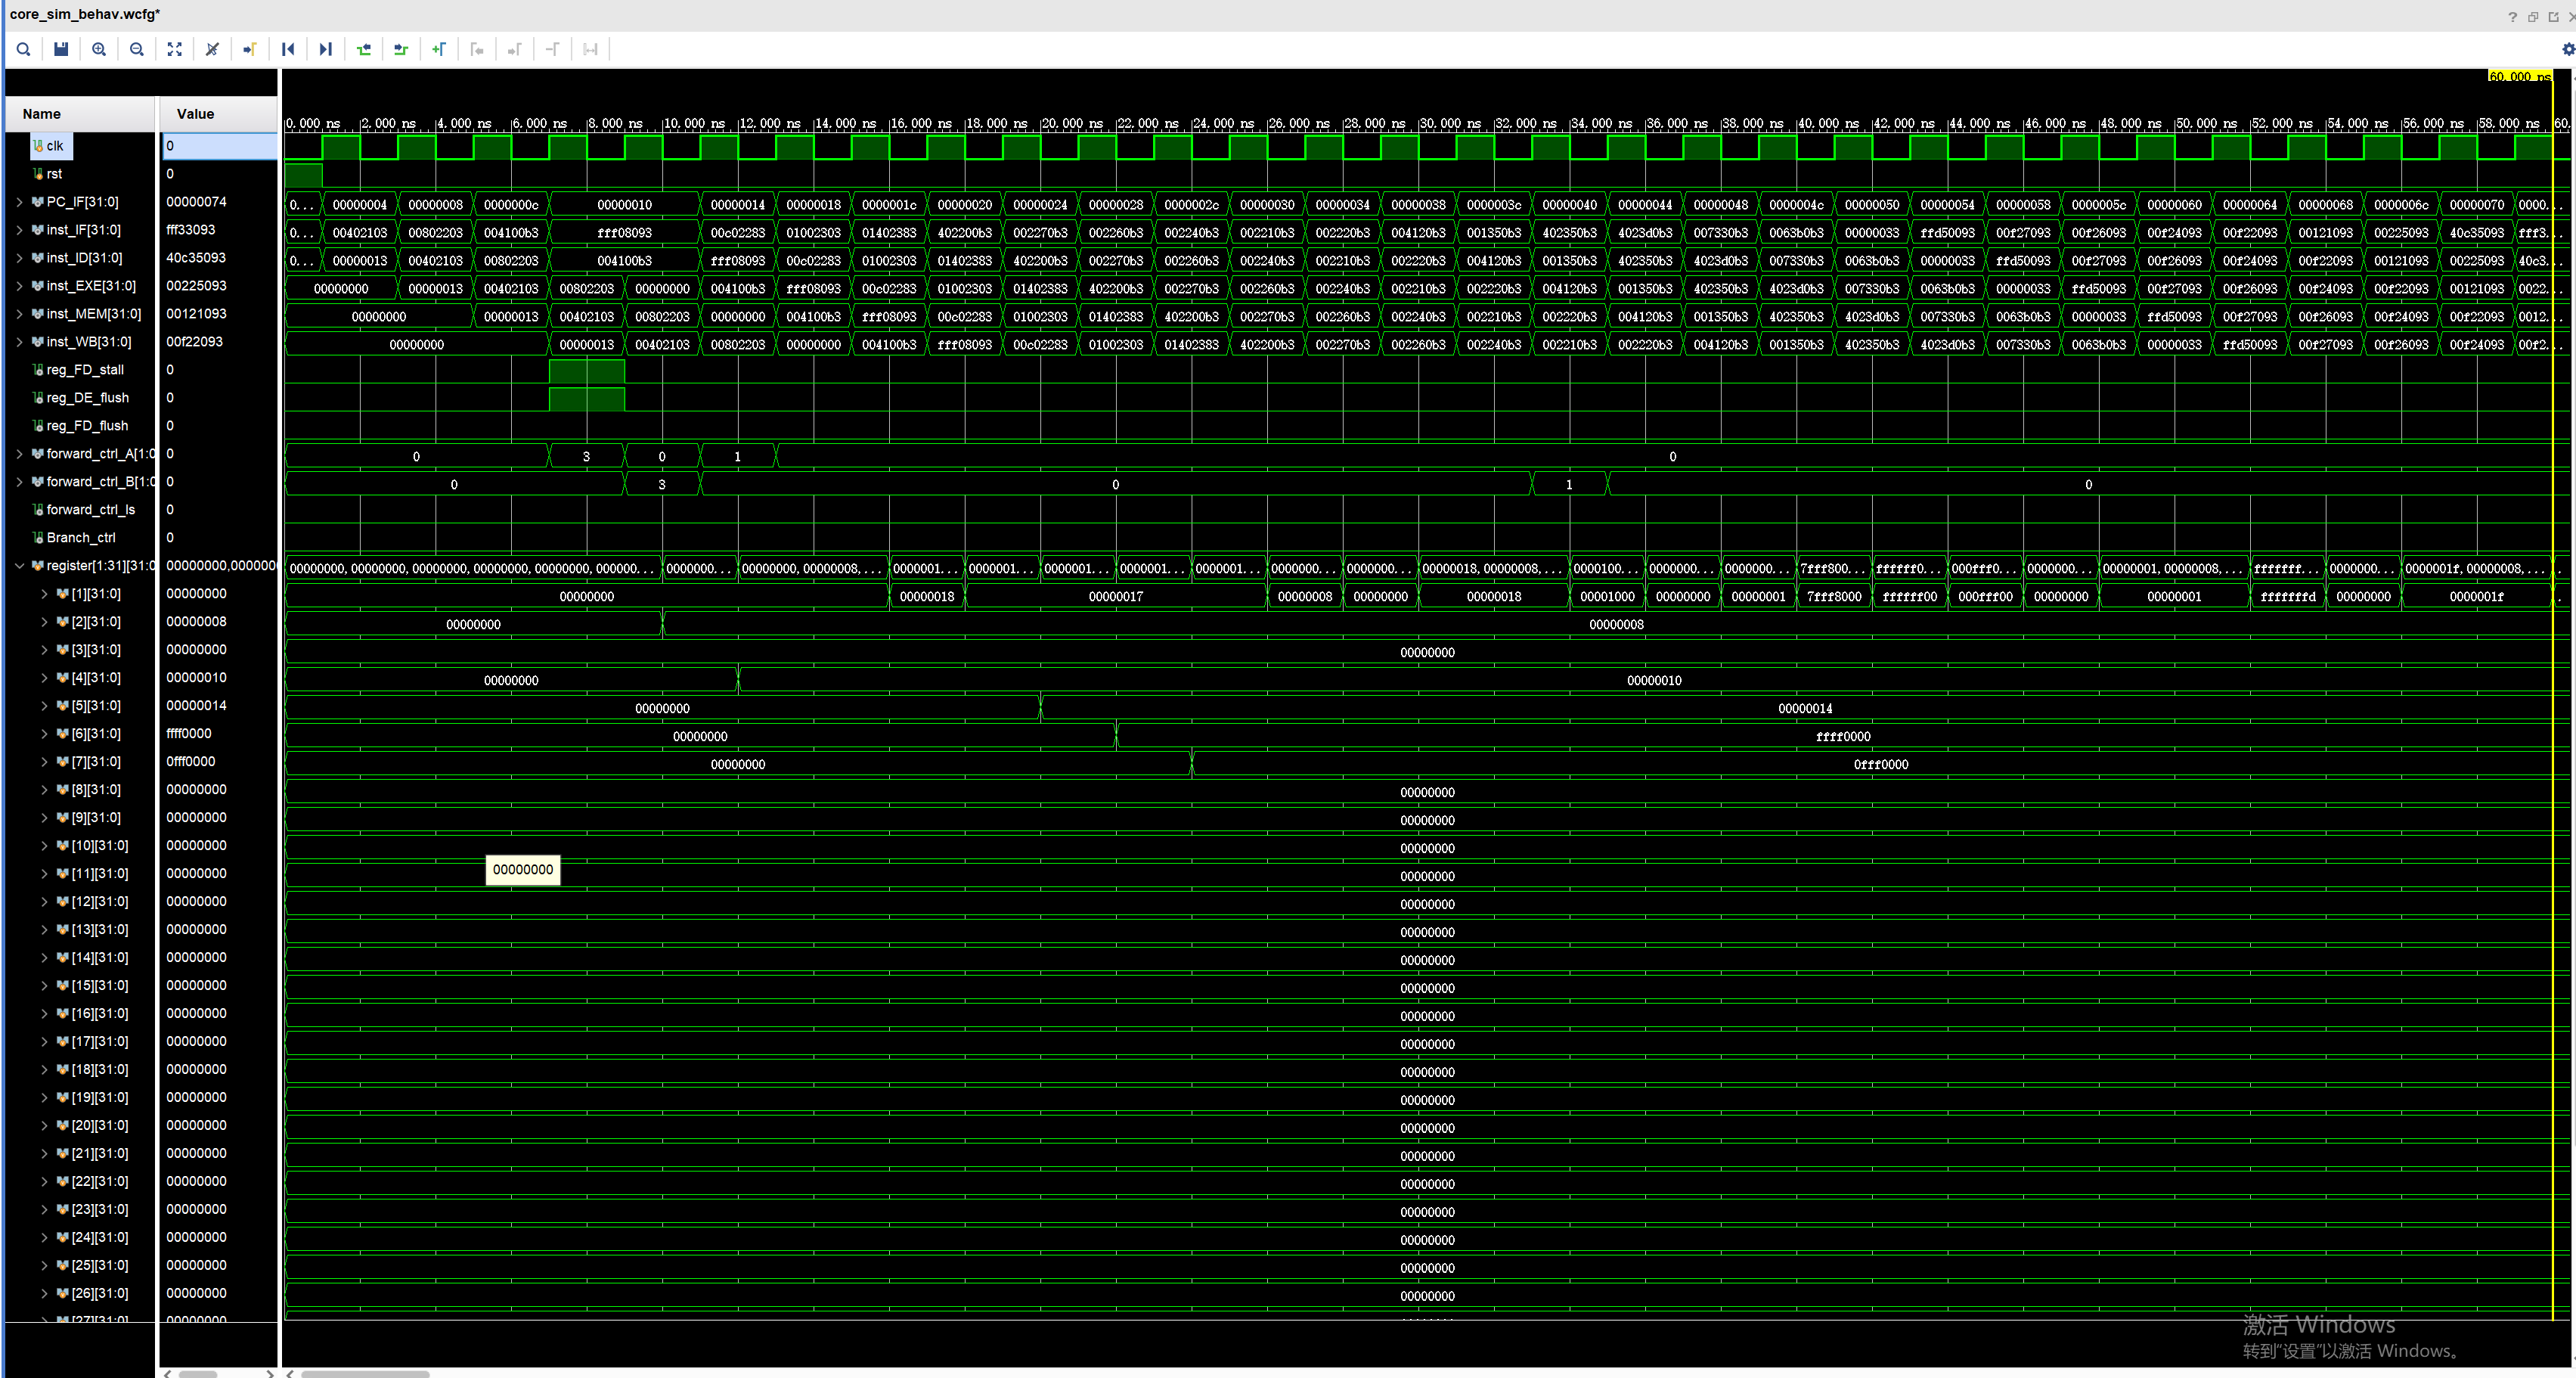 core_sim_behav.wcfg*
Name Value
60.000 ns
0.000 ns 2.000 ns 4.000 ns 6.000 ns 8.000 ns 10.000 ns 12.000 ns 14.000 ns 16.000 ns 18.000 ns 20.000 ns 22.000 ns 24.000 ns 26.000 ns 28.000 ns 30.000 ns 32.000 ns 34.000 ns 36.000 ns 38.000 ns 40.000 ns 42.000 ns 44.000 ns 46.000 ns 48.000 ns 50.000 ns 52.000 ns 54.000 ns 56.000 ns 58.000 ns 60.
clk 0
rst 0
PC_IF[31:0] 00000074 0... 00000004 00000008 0000000c 00000010 00000014 00000018 0000001c 00000020 00000024 00000028 0000002c 00000030 00000034 00000038 0000003c 00000040 00000044 00000048 0000004c 00000050 00000054 00000058 0000005c 00000060 00000064 00000068 0000006c 00000070 0000...
inst_IF[31:0] fff33093 0... 00402103 00802203 004100b3 fff08093 00c02283 01002303 01402383 402200b3 002270b3 002260b3 002240b3 002210b3 002220b3 004120b3 001350b3 402350b3 4023d0b3 007330b3 0063b0b3 00000033 ffd50093 00f27093 00f26093 00f24093 00f22093 00121093 00225093 40c35093 fff3...
inst_ID[31:0] 40c35093 0... 00000013 00402103 00802203 004100b3 fff08093 00c02283 01002303 01402383 402200b3 002270b3 002260b3 002240b3 002210b3 002220b3 004120b3 001350b3 402350b3 4023d0b3 007330b3 0063b0b3 00000033 ffd50093 00f27093 00f26093 00f24093 00f22093 00121093 00225093 40c3...
inst_EXE[31:0] 00225093 00000000 00000013 00402103 00802203 00000000 004100b3 fff08093 00c02283 01002303 01402383 402200b3 002270b3 002260b3 002240b3 002210b3 002220b3 004120b3 001350b3 402350b3 4023d0b3 007330b3 0063b0b3 00000033 ffd50093 00f27093 00f26093 00f24093 00f22093 00121093 0022...
inst_MEM[31:0] 00121093 00000000 00000013 00402103 00802203 00000000 004100b3 fff08093 00c02283 01002303 01402383 402200b3 002270b3 002260b3 002240b3 002210b3 002220b3 004120b3 001350b3 402350b3 4023d0b3 007330b3 0063b0b3 00000033 ffd50093 00f27093 00f26093 00f24093 00f22093 0012...
inst_WB[31:0] 00f22093 00000000 00000013 00402103 00802203 00000000 004100b3 fff08093 00c02283 01002303 01402383 402200b3 002270b3 002260b3 002240b3 002210b3 002220b3 004120b3 001350b3 402350b3 4023d0b3 007330b3 0063b0b3 00000033 ffd50093 00f27093 00f26093 00f24093 00f2...
reg_FD_stall 0
reg_DE_flush 0
reg_FD_flush 0
forward_ctrl_A[1:0 0 0 3 0 1 0
forward_ctrl_B[1:0 0 0 3 0 1 0
forward_ctrl_ls 0
Branch_ctrl 0
register[1:31][31:0 00000000,0000000 00000000,00000000,00000000,00000000,00000000,000000... 0000000... 00000000,00000008,... 0000001... 0000001... 0000001... 0000001... 0000001... 0000000... 0000000... 00000018,00000008,... 0000100... 0000000... 0000000... 7fff800... ffffff0... 000fff0... 0000000... 00000001,00000008,... fffffff... 0000000... 0000001f,00000008,...
[1][31:0] 00000000 00000000 00000018 00000017 00000008 00000000 00000018 00001000 00000000 00000001 7fff8000 ffffff00 000fff00 00000000 00000001 fffffffd 00000000 0000001f
[2][31:0] 00000008 00000000 00000008
[3][31:0] 00000000 00000000
[4][31:0] 00000010 00000000 00000010
[5][31:0] 00000014 00000000 00000014
[6][31:0] ffff0000 00000000 ffff0000
[7][31:0] 0fff0000 00000000 0fff0000
[8][31:0] 00000000 00000000
[9][31:0] 00000000 00000000
[10][31:0] 00000000 00000000
00000000
[11][31:0] 00000000 00000000
[12][31:0] 00000000 00000000
[13][31:0] 00000000 00000000
[14][31:0] 00000000 00000000
[15][31:0] 00000000 00000000
[16][31:0] 00000000 00000000
[17][31:0] 00000000 00000000
[18][31:0] 00000000 00000000
[19][31:0] 00000000 00000000
[20][31:0] 00000000 00000000
[21][31:0] 00000000 00000000
[22][31:0] 00000000 00000000
[23][31:0] 00000000 00000000
[24][31:0] 00000000 00000000
[25][31:0] 00000000 00000000
[26][31:0] 00000000 00000000
[27][31:0] 00000000
激活 Windows
转到"设置"以激活 Windows。